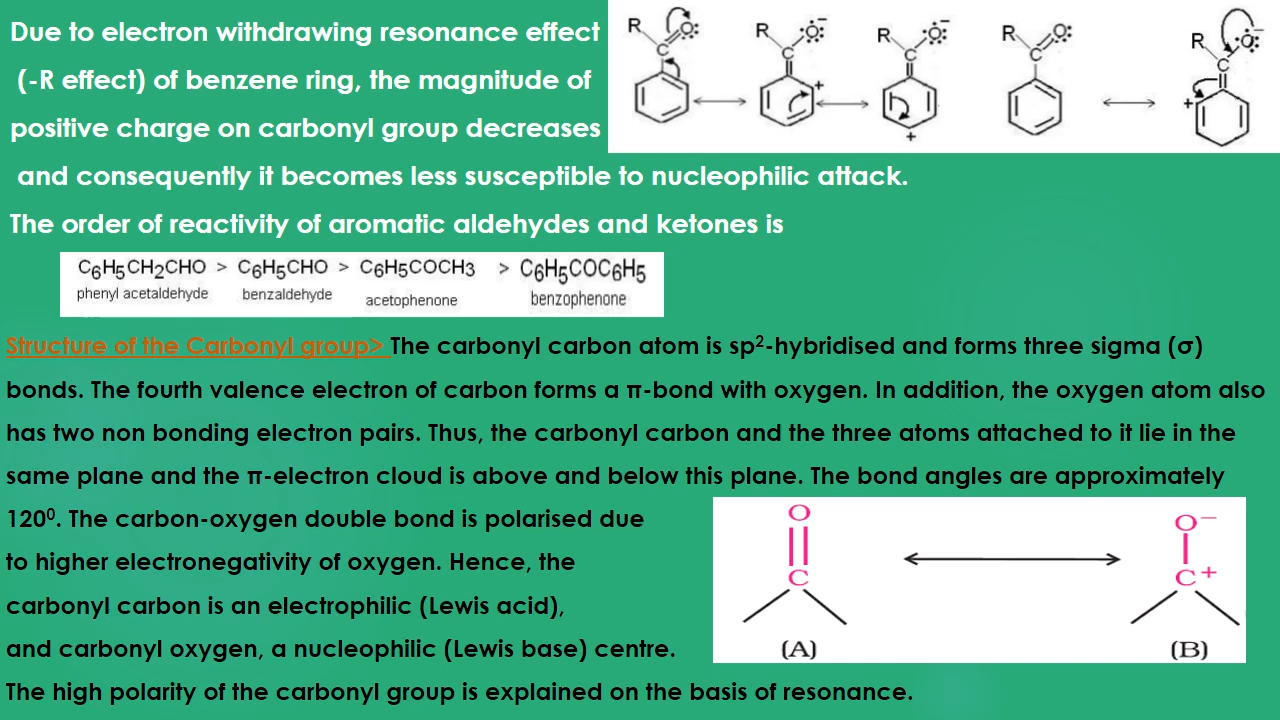 Due to electron withdrawing resonance effect
(-R effect) of benzene ring, the magnitude of
positive charge on carbonyl group decreases
and consequently it becomes less susceptible to nucleophilic attack.
The order of reactivity of aromatic aldehydes and ketones is
R O: C R :O:⁻ C + R :O:⁻ C + R O: C R :O:⁻ C +
C₆H₅CH₂CHO > C₆H₅CHO > C₆H₅COCH₃ > C₆H₅COC₆H₅
phenyl acetaldehyde benzaldehyde acetophenone benzophenone
Structure of the Carbonyl group> The carbonyl carbon atom is sp²-hybridised and forms three sigma (σ)
bonds. The fourth valence electron of carbon forms a π-bond with oxygen. In addition, the oxygen atom also
has two non bonding electron pairs. Thus, the carbonyl carbon and the three atoms attached to it lie in the
same plane and the π-electron cloud is above and below this plane. The bond angles are approximately
120⁰. The carbon-oxygen double bond is polarised due
to higher electronegativity of oxygen. Hence, the
carbonyl carbon is an electrophilic (Lewis acid),
and carbonyl oxygen, a nucleophilic (Lewis base) centre.
The high polarity of the carbonyl group is explained on the basis of resonance.
O O⁻
C C⁺
(A) (B)